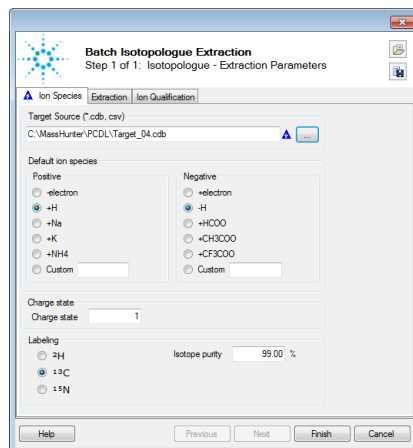 Batch Isotopologue Extraction
Step 1 of 1: Isotopologue - Extraction Parameters
Ion Species Extraction Ion Qualification
Target Source (*.cdb, csv)
C:\MassHunter\PCDL\Target_04.cdb ...
Default ion species
Positive Negative
-electron +electron
+H -H
+Na +HCOO
+K +CH3COO
+NH4 +CF3COO
Custom Custom
Charge state
Charge state 1
Labeling
²H Isotope purity 99.00 %
¹³C
¹⁵N
Help Previous Next Finish Cancel